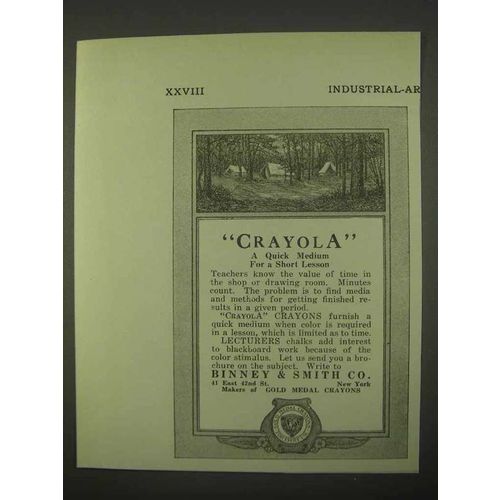 XXVIII INDUSTRIAL-AR
"CRAYOLA"
A Quick Medium
For a Short Lesson
Teachers know the value of time in
the shop or drawing room. Minutes
count. The problem is to find media
and methods for getting finished re-
sults in a given period.
"CRAYOLA" CRAYONS furnish a
quick medium when color is required
in a lesson, which is limited as to time.
LECTURERS chalks add interest
to blackboard work because of the
color stimulus. Let us send you a bro-
chure on the subject. Write to
BINNEY & SMITH CO.
41 East 42nd St. New York
Makers of GOLD MEDAL CRAYONS